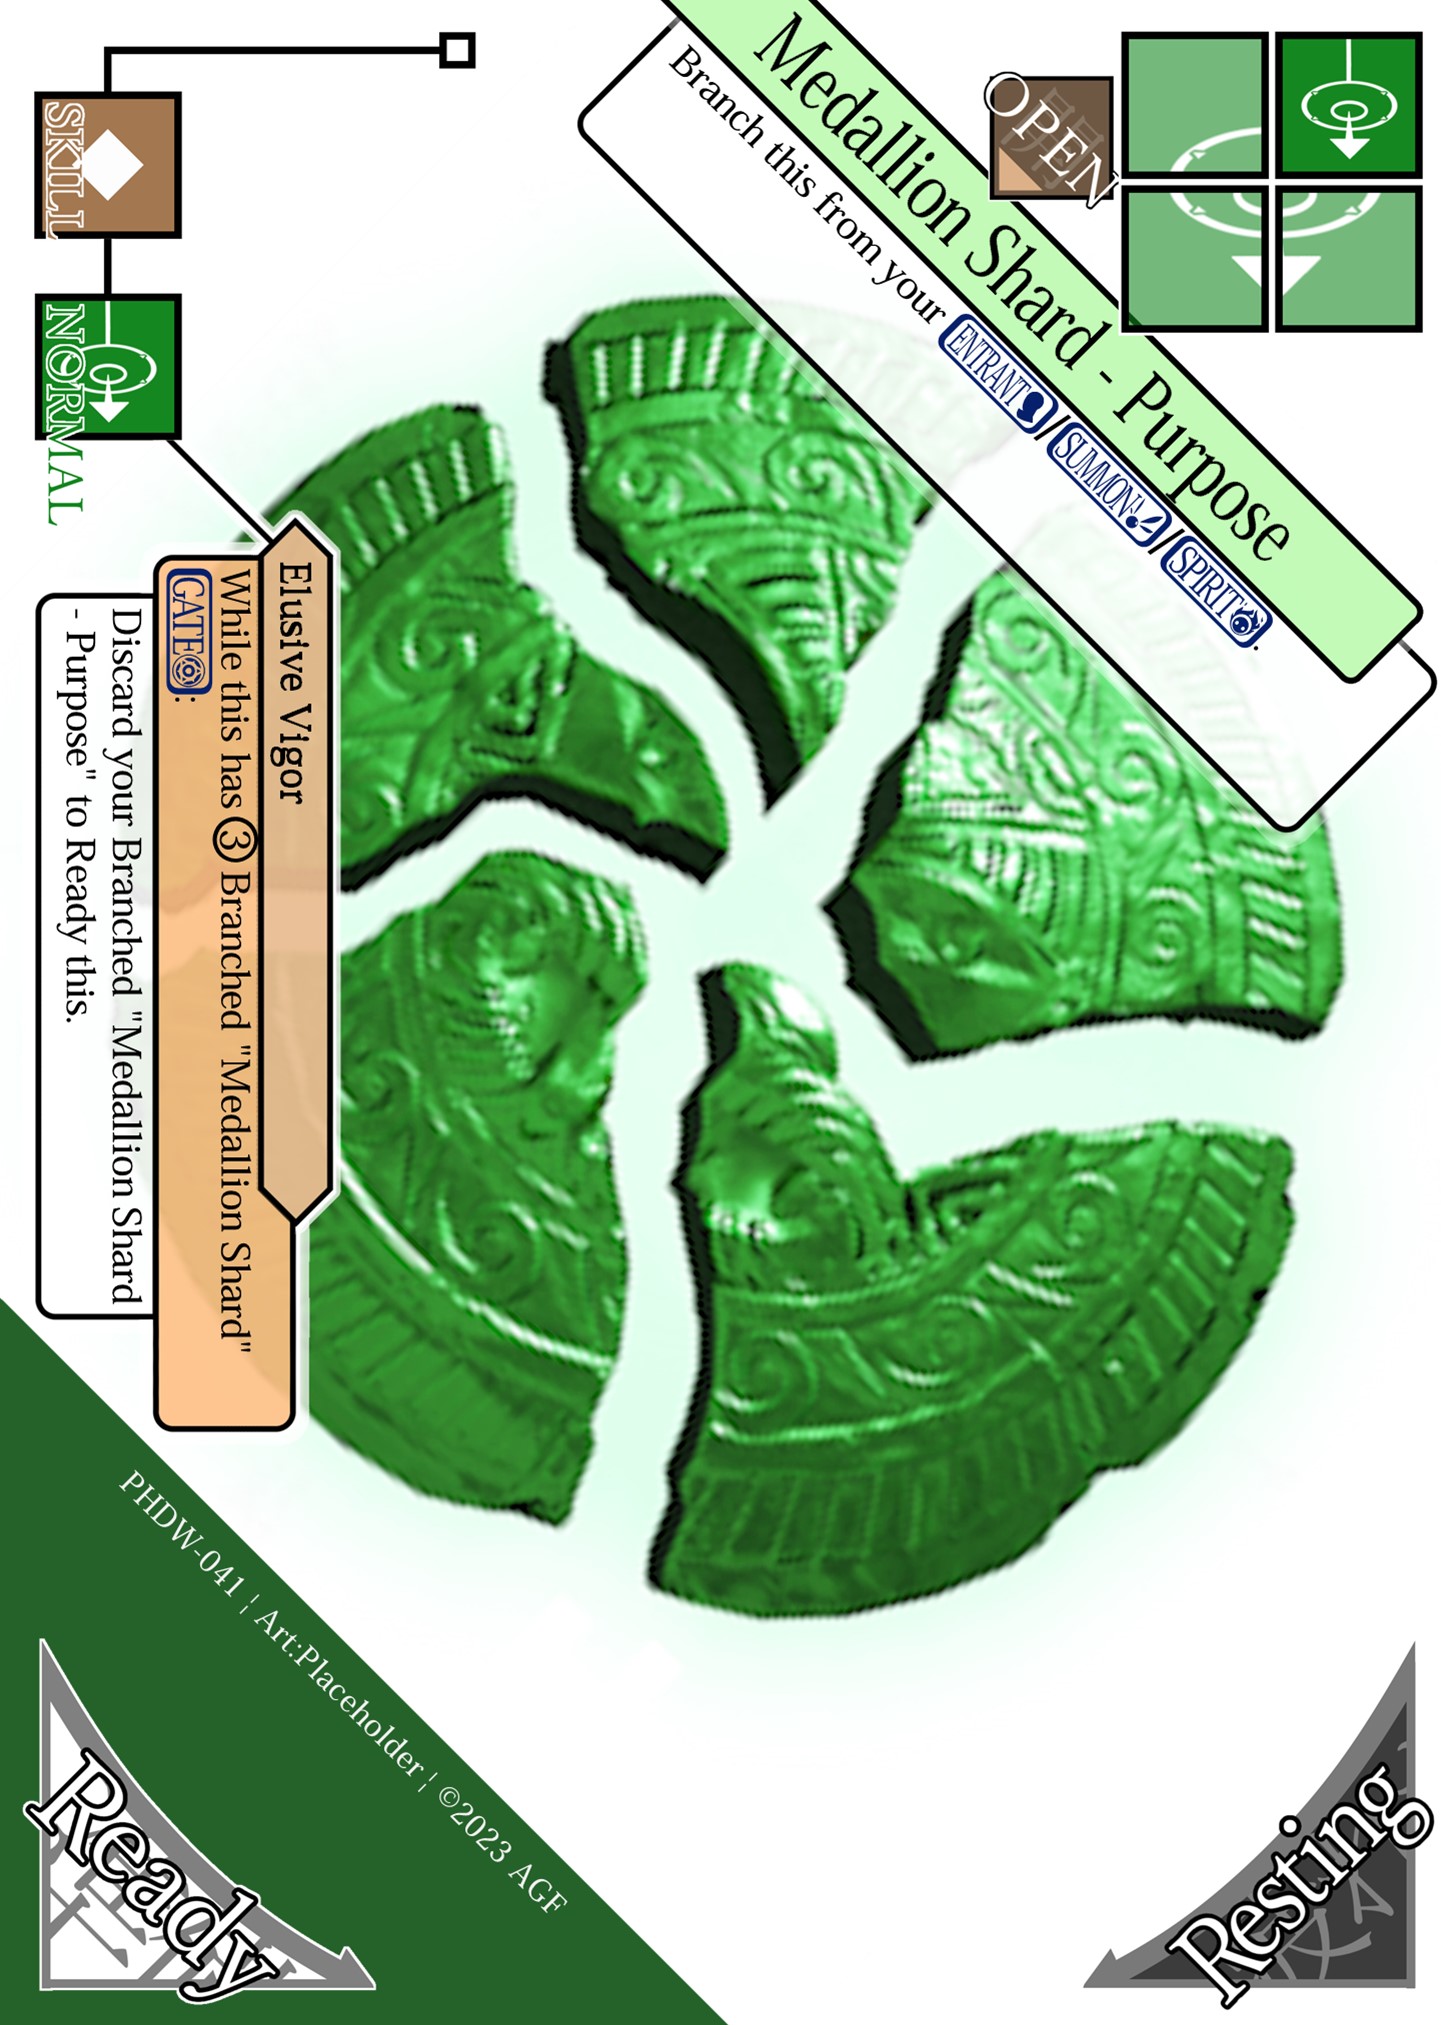 Medallion Shard - Purpose
Branch this from your ENTRANT/SUMMON/SPIRIT.
OPEN
SKILL
NORMAL
Elusive Vigor
While this has ③ Branched "Medallion Shard"
GATE:
Discard your Branched "Medallion Shard
- Purpose" to Ready this.
PHDW-041 ¦ Art:Placeholder ¦ ©2023 AGF
Ready
Resting